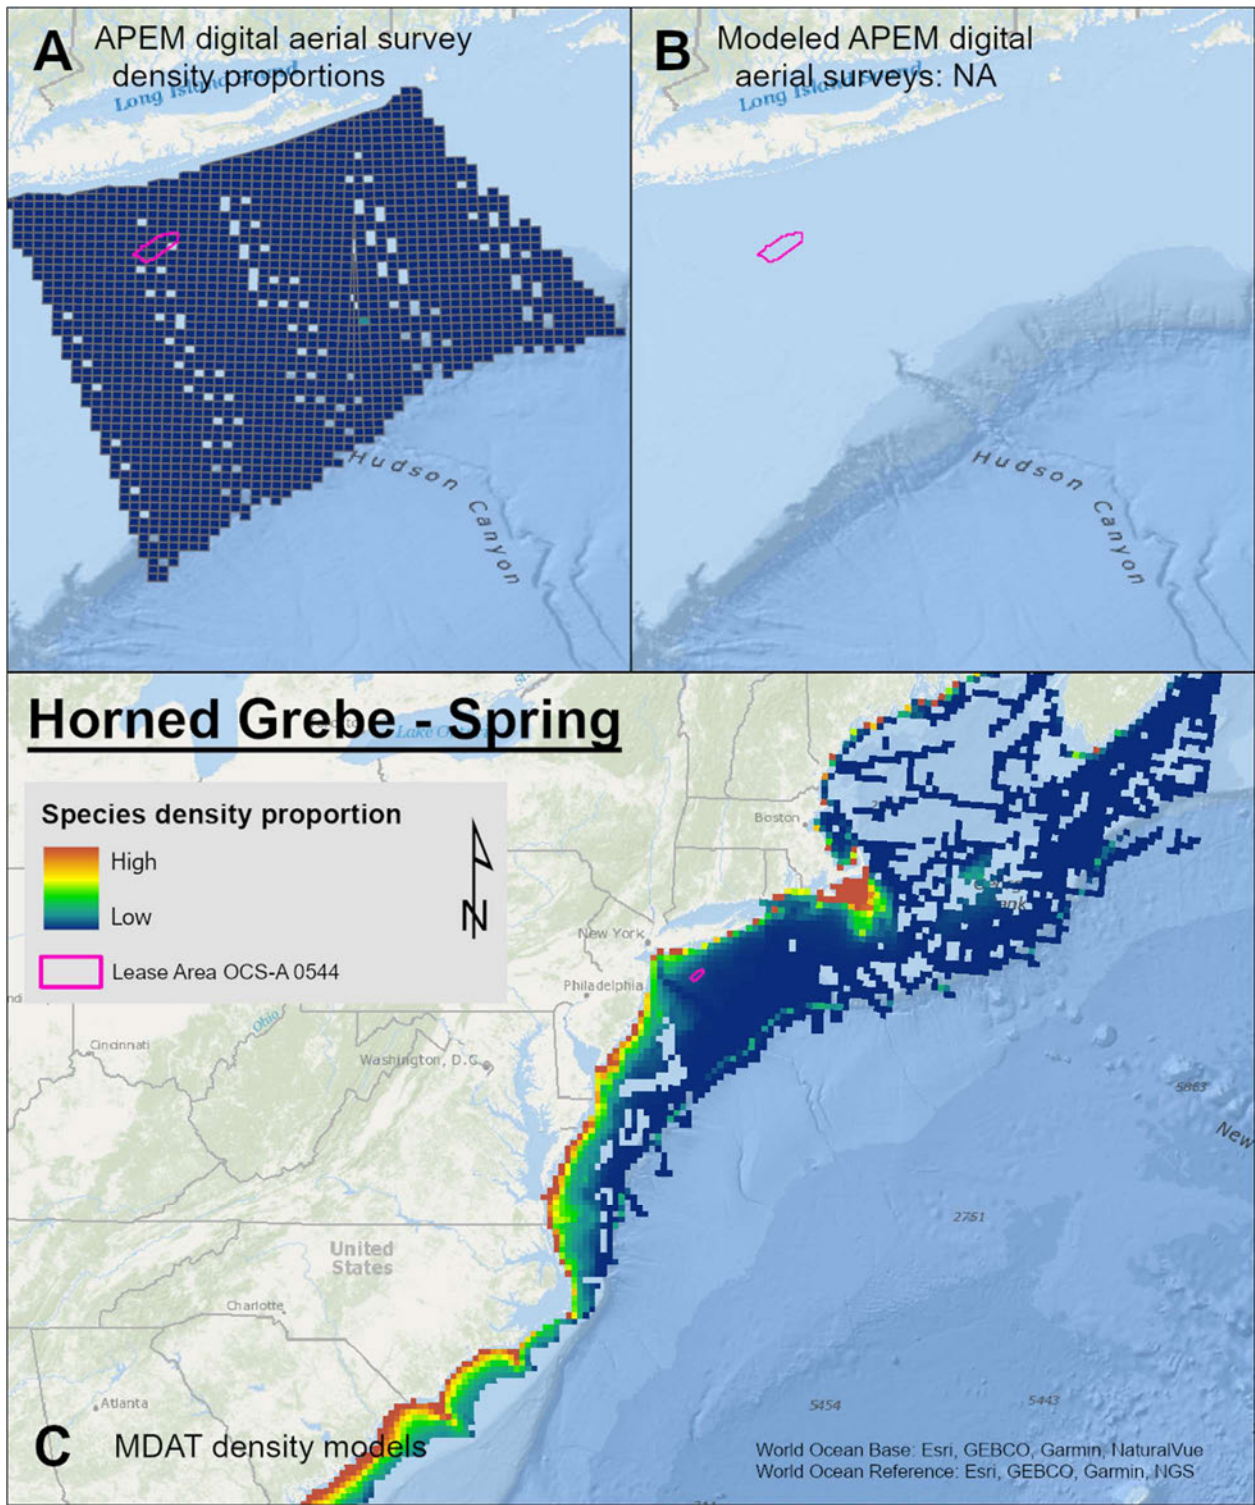 A
APEM digital aerial survey
density proportions
Long Island Sound
Hudson Canyon
B
Modeled APEM digital
aerial surveys: NA
Long Island
Hudson Canyon
Horned Grebe - Spring
Species density proportion
High
Low
N
Lease Area OCS-A 0544
Boston
New York
Philadelphia
Ohio
Cincinnati
Washington, D.C.
5863
New
2751
United
States
Charlotte
Atlanta
5454
5443
C
MDAT density models
World Ocean Base: Esri, GEBCO, Garmin, NaturalVue
World Ocean Reference: Esri, GEBCO, Garmin, NGS